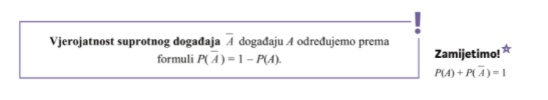 Vjerojatnost suprotnog događaja A̅ događaju A određujemo prema
formuli P(A̅) = 1 – P(A).
!
Zamijetimo!
P(A) + P(A̅) = 1